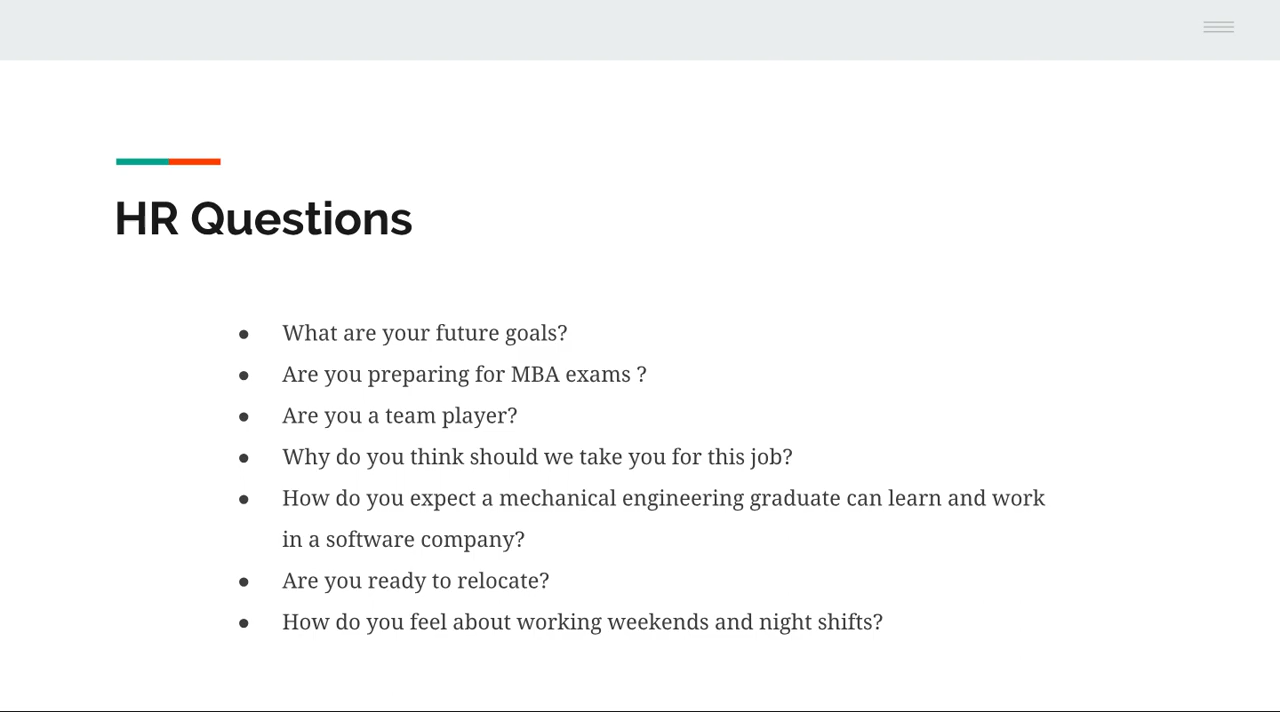 HR Questions
● What are your future goals?
● Are you preparing for MBA exams ?
● Are you a team player?
● Why do you think should we take you for this job?
● How do you expect a mechanical engineering graduate can learn and work
in a software company?
● Are you ready to relocate?
● How do you feel about working weekends and night shifts?